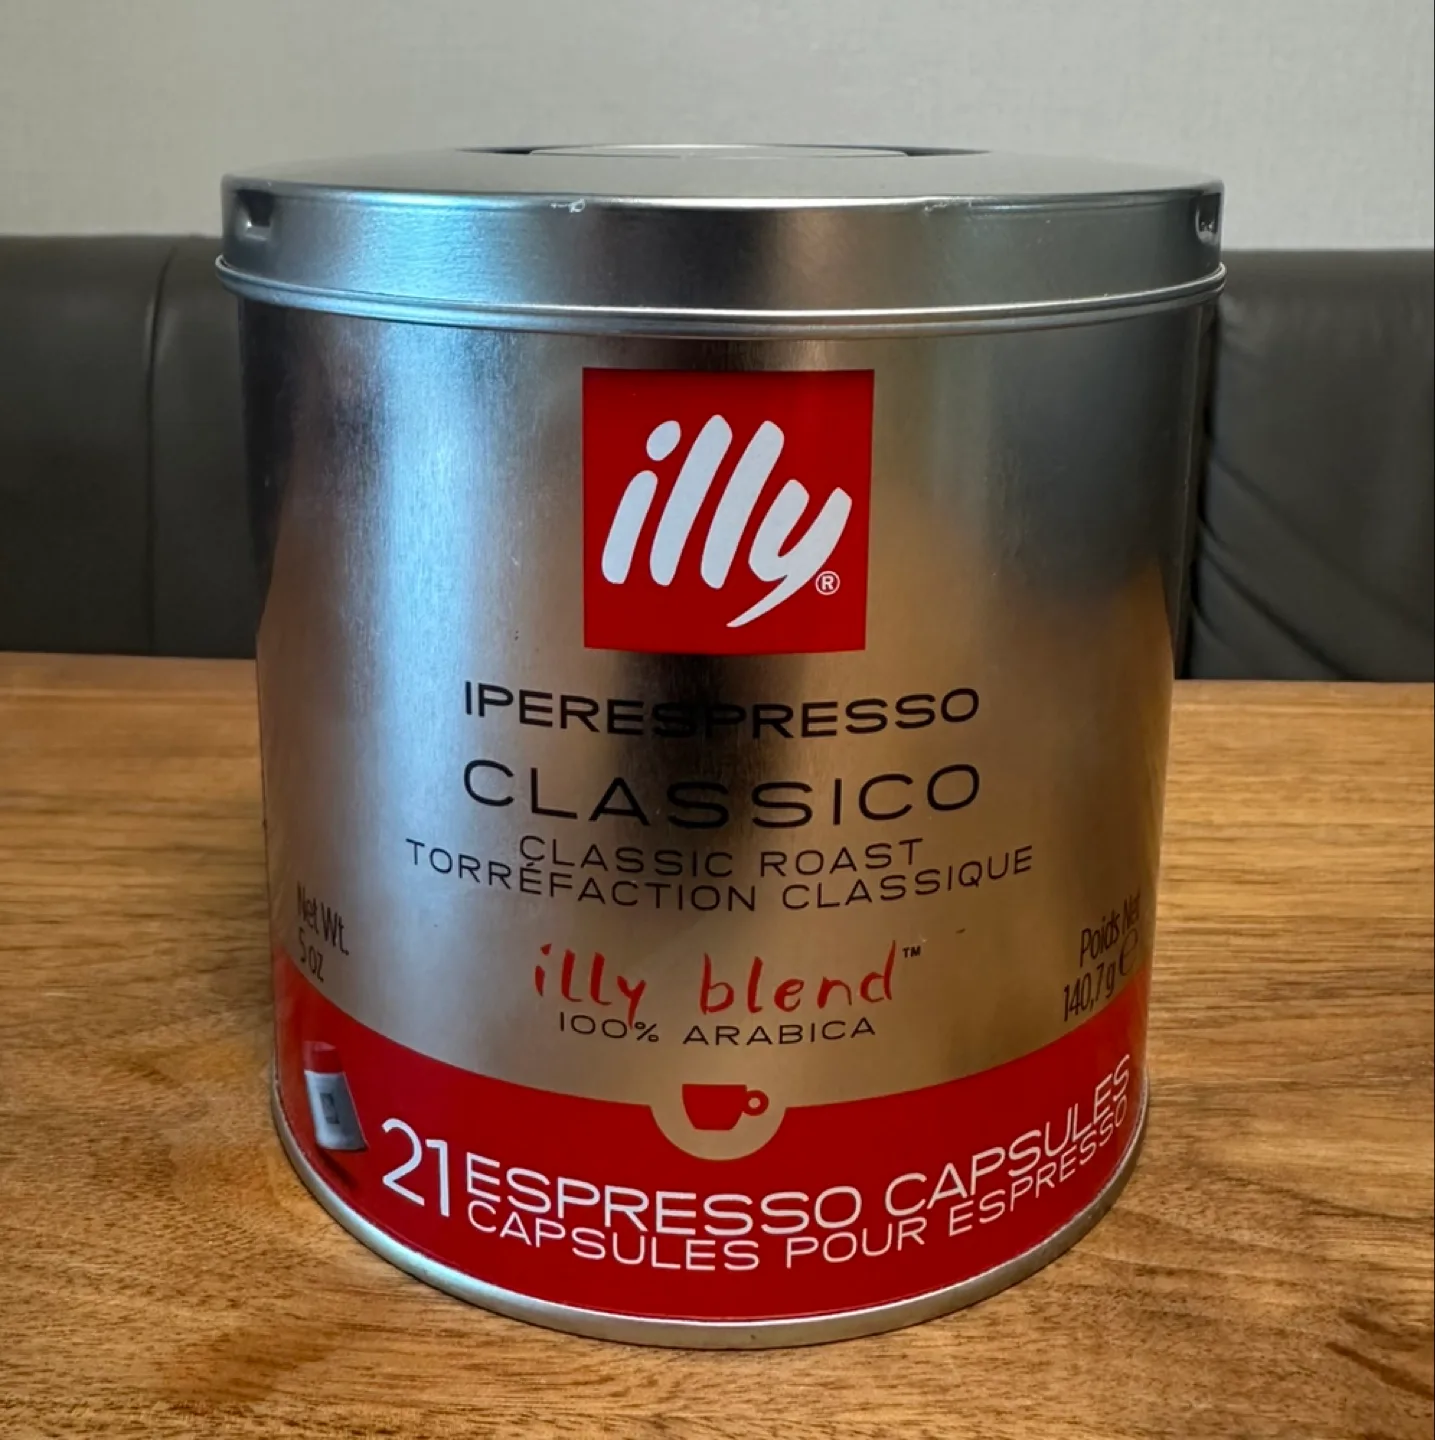 illy®
IPERESPRESSO
CLASSICO
CLASSIC ROAST
TORRÉFACTION CLASSIQUE
Net Wt.
5 oz
Poids Net
140,7 g ℮
illy blend™
100% ARABICA
21 ESPRESSO CAPSULES
CAPSULES POUR ESPRESSO